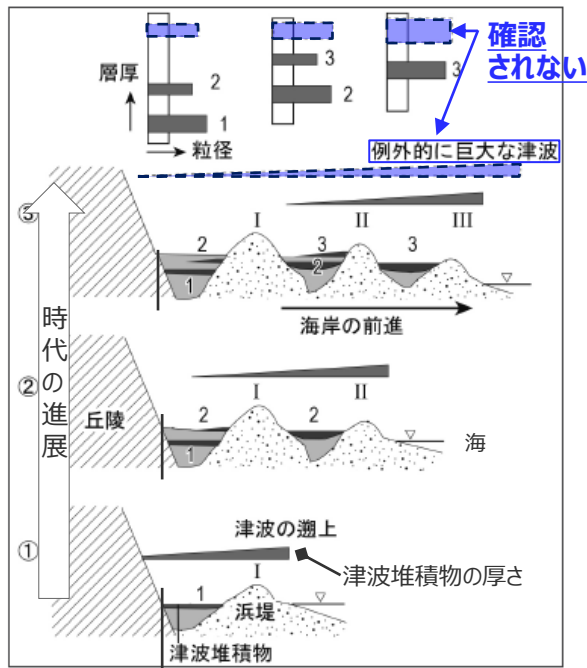 確認
されない
層厚
粒径
2
1
3
2
3
例外的に巨大な津波
③
I
II
III
2
3
3
1
2
海岸の前進
時代の進展
②
I
II
丘陵
2
2
1
海
①
津波の遡上
I
津波堆積物の厚さ
1
浜堤
津波堆積物